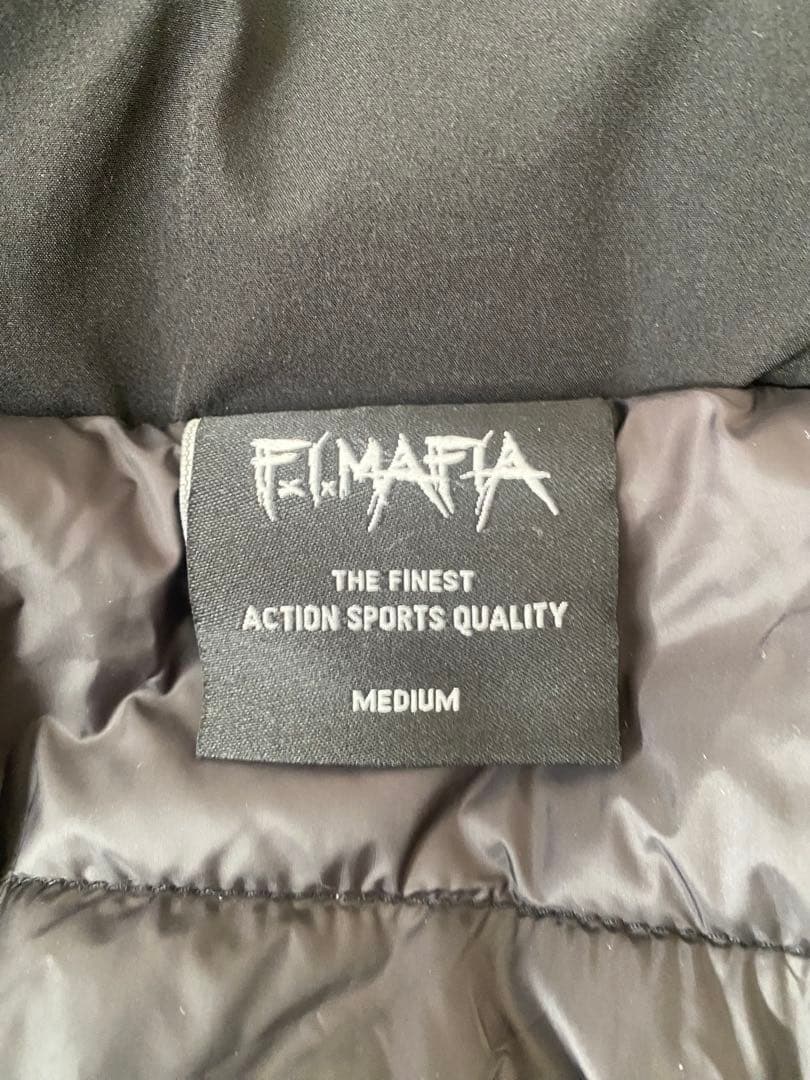 F.I.MAFIA
THE FINEST
ACTION SPORTS QUALITY
MEDIUM